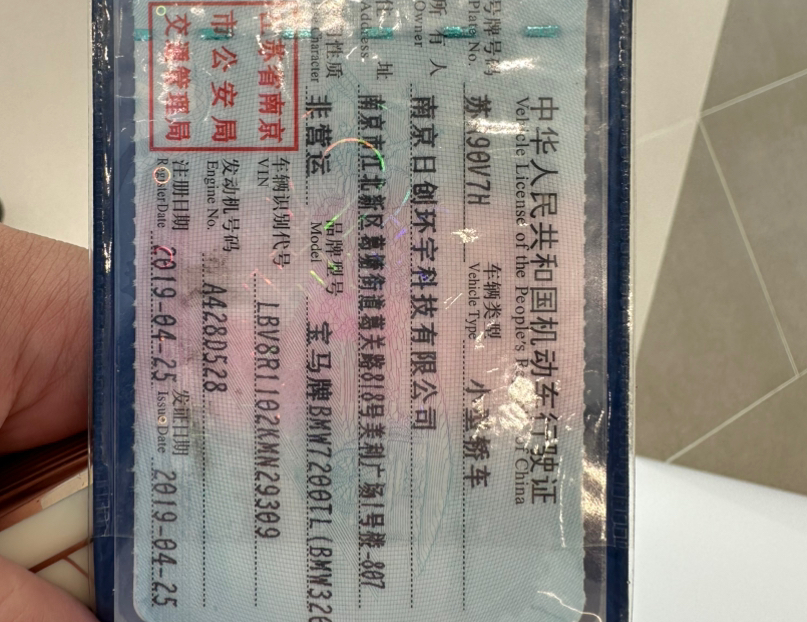 中华人民共和国机动车行驶证
Vehicle License of the People's of China
号牌号码 苏 90V7H 车辆类型 小型轿车
Plate No. Vehicle Type
所有人 南京日创环宇科技有限公司
Owner
住址 南京市江北新区葛塘街道葛关路818号美利广场1号楼-807
Address
性质 非营运 品牌型号 宝马牌BMW7200TL(BMW320
Character Model
江苏省南京
市公安局
交通管理局
车辆识别代号 LBV8R1102KMN29309
VIN
发动机号码 A428D528
Engine No.
注册日期 2019-04-25 发证日期 2019-04-25
Register Date Issue Date